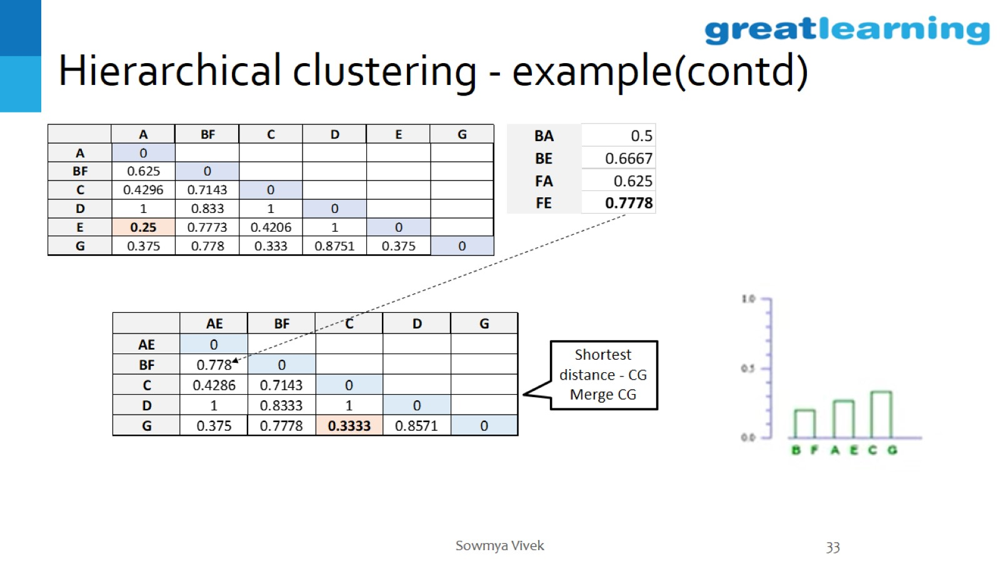 greatlearning
Hierarchical clustering - example(contd)
A BF C D E G
A 0
BF 0.625 0
C 0.4296 0.7143 0
D 1 0.833 1 0
E 0.25 0.7773 0.4206 1 0
G 0.375 0.778 0.333 0.8751 0.375 0
BA 0.5
BE 0.6667
FA 0.625
FE 0.7778
AE BF C D G
AE 0
BF 0.778 0
C 0.4286 0.7143 0
D 1 0.8333 1 0
G 0.375 0.7778 0.3333 0.8571 0
Shortest
distance - CG
Merge CG
1.0
0.5
0.0
B F A E C G
Sowmya Vivek
33